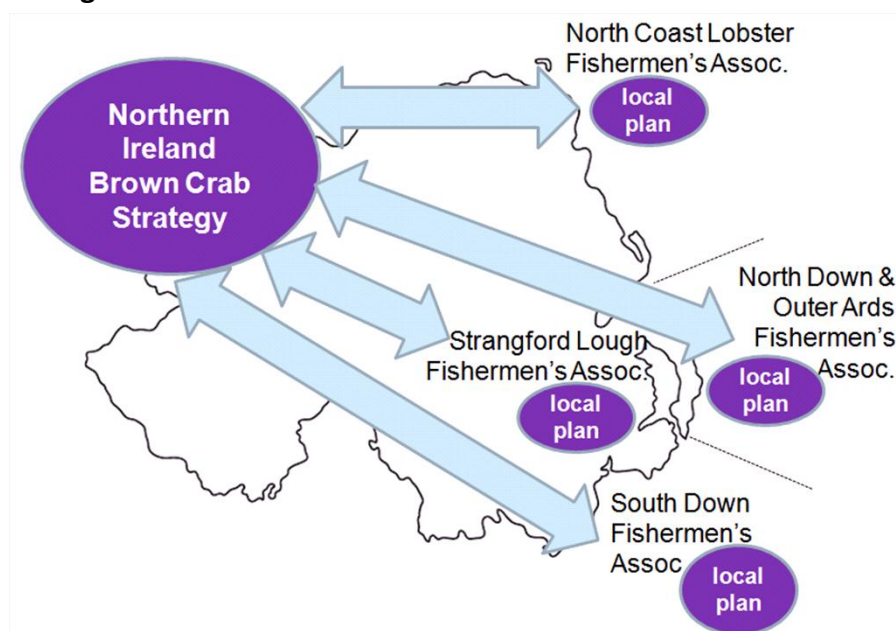 North Coast Lobster
Fishermen's Assoc.
local
plan
Northern
Ireland
Brown Crab
Strategy
North Down &
Outer Ards
Fishermen's
Assoc.
local
plan
Strangford Lough
Fishermen's Assoc.
local
plan
South Down
Fishermen's
Assoc
local
plan